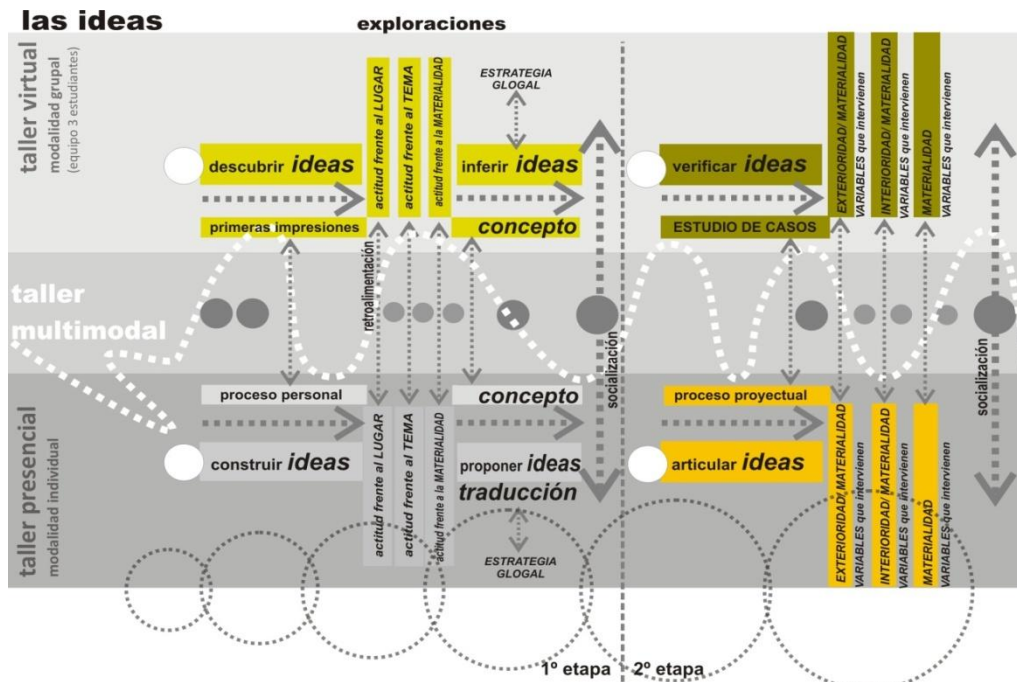 las ideas
exploraciones
taller virtual
modalidad grupal
(equipo 3 estudiantes)
descubrir ideas
primeras impresiones
actitud frente al LUGAR
actitud frente al TEMA
actitud frente a la MATERIALIDAD
ESTRATEGIA
GLOGAL
inferir ideas
concepto
verificar ideas
ESTUDIO DE CASOS
EXTERIORIDAD/ MATERIALIDAD
VARIABLES que intervienen
INTERIORIDAD/ MATERIALIDAD
VARIABLES que intervienen
MATERIALIDAD
VARIABLES que intervienen
taller
multimodal
retroalimentación
socialización
socialización
taller presencial
modalidad individual
proceso personal
construir ideas
actitud frente al LUGAR
actitud frente al TEMA
actitud frente a la MATERIALIDAD
concepto
proponer ideas
traducción
ESTRATEGIA
GLOGAL
proceso proyectual
articular ideas
EXTERIORIDAD/ MATERIALIDAD
VARIABLES que intervienen
INTERIORIDAD/ MATERIALIDAD
VARIABLES que intervienen
MATERIALIDAD
VARIABLES que intervienen
1º etapa
2º etapa